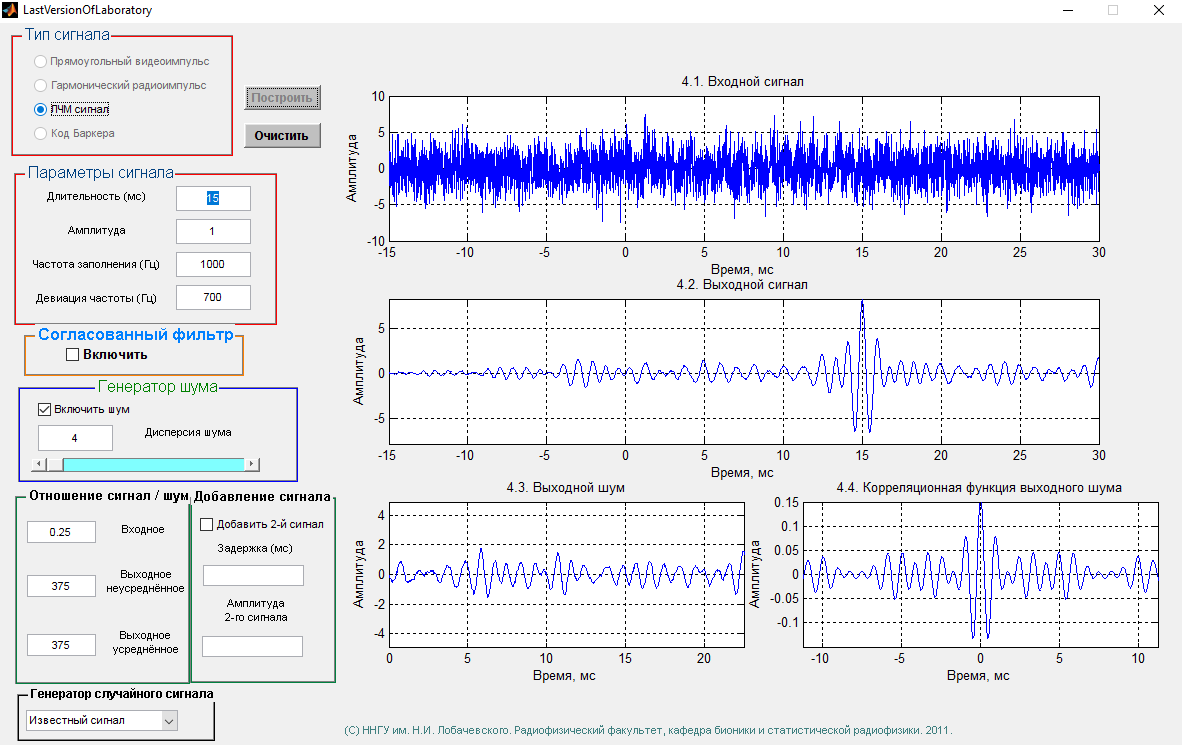 LastVersionOfLaboratory
Тип сигнала
Прямоугольный видеоимпульс
Гармонический радиоимпульс
ЛЧМ сигнал
Код Баркера
Построить
Очистить
Параметры сигнала
Длительность (мс)
15
Амплитуда
1
Частота заполнения (Гц)
1000
Девиация частоты (Гц)
700
Согласованный фильтр
Включить
Генератор шума
Включить шум
4
Дисперсия шума
Отношение сигнал / шум
0.25
Входное
375
Выходное
неусреднённое
375
Выходное
усреднённое
Добавление сигнала
Добавить 2-й сигнал
Задержка (мс)
Амплитуда
2-го сигнала
Генератор случайного сигнала
Известный сигнал
4.1. Входной сигнал
Амплитуда
10
5
0
-5
-10
-15 -10 -5 0 5 10 15 20 25 30
Время, мс
4.2. Выходной сигнал
Амплитуда
5
0
-5
-15 -10 -5 0 5 10 15 20 25 30
Время, мс
4.3. Выходной шум
Амплитуда
4
2
0
-2
-4
0 5 10 15 20
Время, мс
4.4. Корреляционная функция выходного шума
Амплитуда
0.15
0.1
0.05
0
-0.05
-0.1
-10 -5 0 5 10
Время, мс
(С) ННГУ им. Н.И. Лобачевского. Радиофизический факультет, кафедра бионики и статистической радиофизики. 2011.